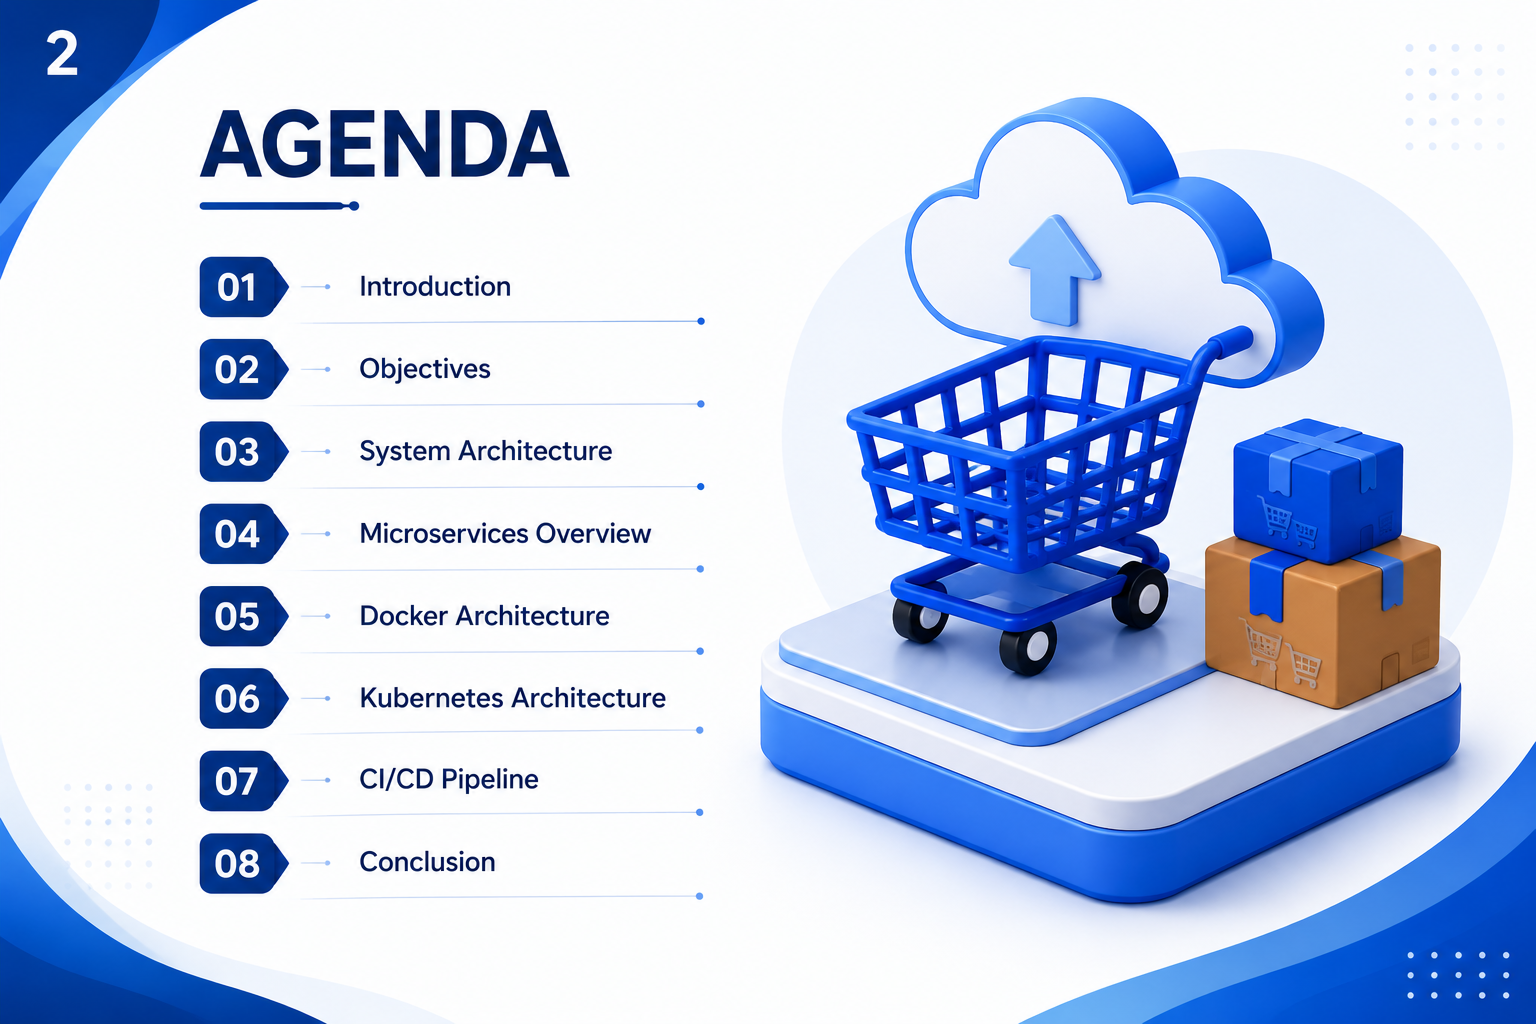 2
AGENDA
01 Introduction
02 Objectives
03 System Architecture
04 Microservices Overview
05 Docker Architecture
06 Kubernetes Architecture
07 CI/CD Pipeline
08 Conclusion